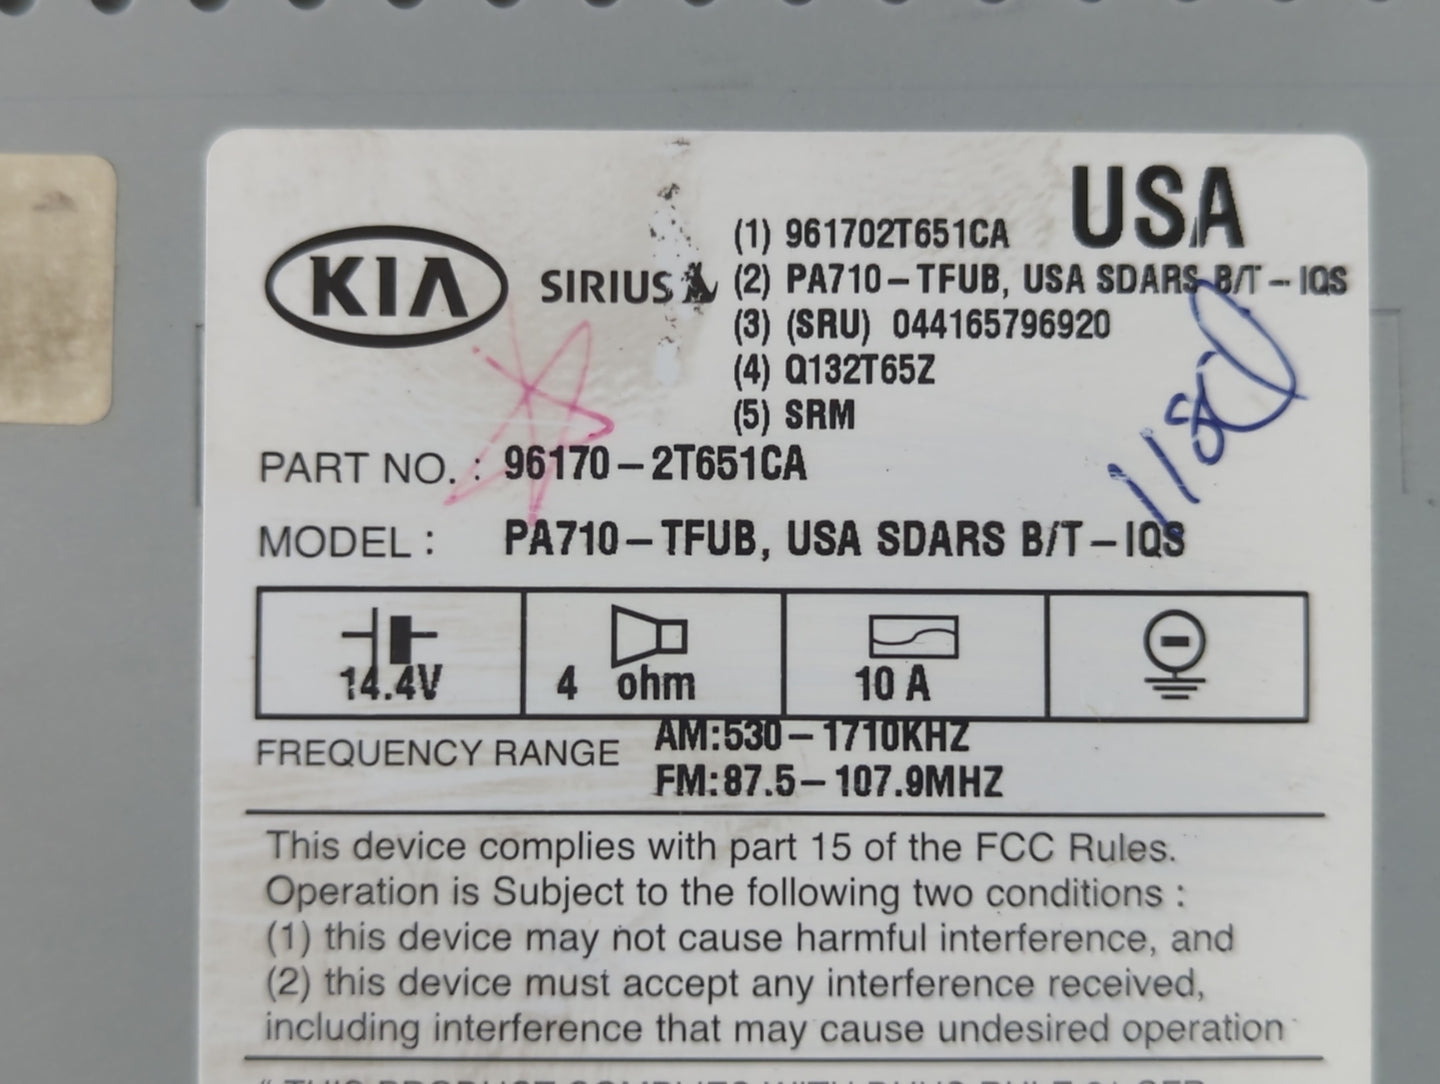 USA
KIA
SIRIUS
(1) 961702T651CA
(2) PA710-TFUB, USA SDARS B/T-IQS
(3) (SRU) 044165796920
(4) Q132T65Z
(5) SRM
PART NO. : 96170-2T651CA
MODEL : PA710-TFUB, USA SDARS B/T-IQS
14.4V 4 ohm 10 A
FREQUENCY RANGE AM:530-1710KHZ
FM:87.5-107.9MHZ
This device complies with part 15 of the FCC Rules.
Operation is Subject to the following two conditions :
(1) this device may not cause harmful interference, and
(2) this device must accept any interference received,
including interference that may cause undesired operation